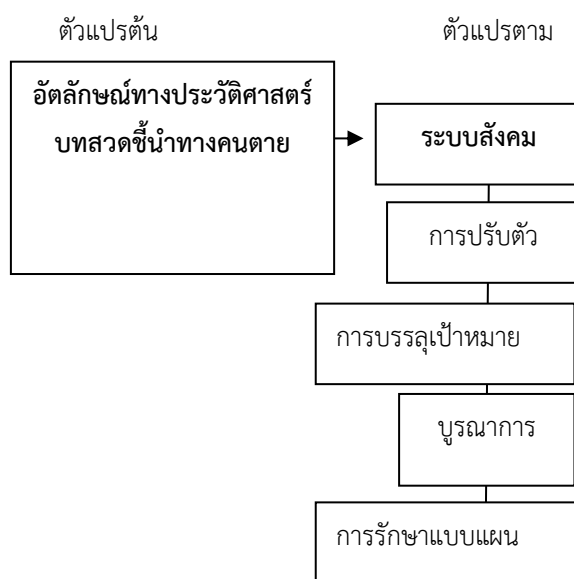 ตัวแปรต้น
ตัวแปรตาม
อัตลักษณ์ทางประวัติศาสตร์
บทสวดชี้นำทางคนตาย
ระบบสังคม
การปรับตัว
การบรรลุเป้าหมาย
บูรณาการ
การรักษาแบบแผน